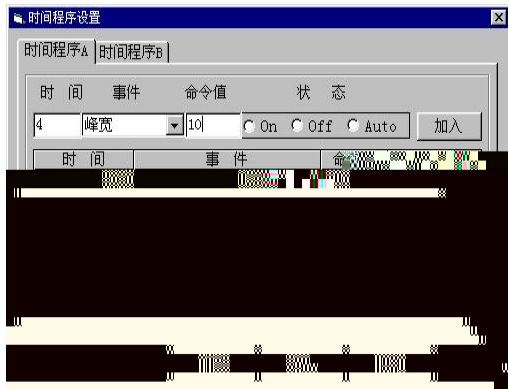 时间程序设置
时间程序A 时间程序B
时 间 事件 命令值 状 态
4 峰宽 10 On Off Auto 加入
时 间 事 件 命